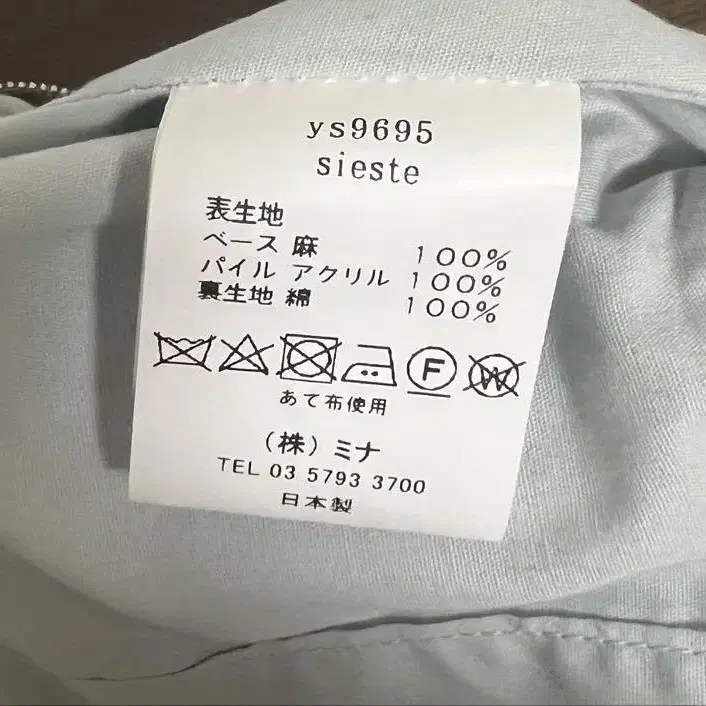 ys9695
sieste
表生地
ベース 麻 100%
パイル アクリル 100%
裏生地 綿 100%
F W
あて布使用
(株)ミナ
TEL 03 5793 3700
日本製